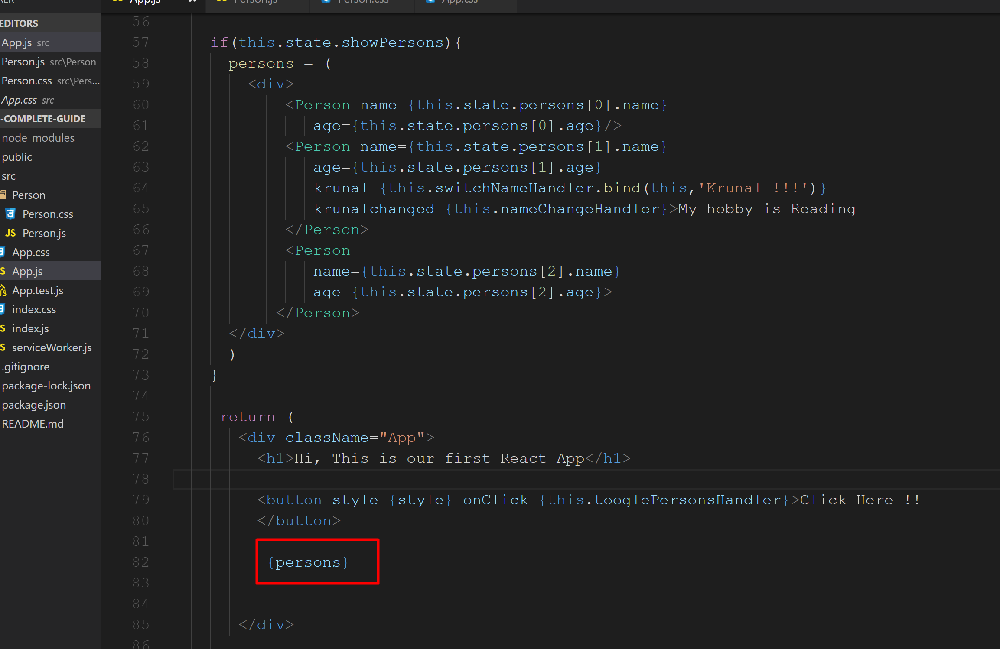 App.js
Person.js
Person.css
App.css
EDITORS
App.js src
Person.js src\Person
Person.css src\Pers...
App.css src
-COMPLETE-GUIDE
node_modules
public
src
Person
Person.css
JS Person.js
App.css
App.js
App.test.js
index.css
index.js
serviceWorker.js
.gitignore
package-lock.json
package.json
README.md
56
57 if(this.state.showPersons){
58 persons = (
59 <div>
60 <Person name={this.state.persons[0].name}
61 age={this.state.persons[0].age}/>
62 <Person name={this.state.persons[1].name}
63 age={this.state.persons[1].age}
64 krunal={this.switchNameHandler.bind(this,'Krunal !!!')}
65 krunalchanged={this.nameChangeHandler}>My hobby is Reading
66 </Person>
67 <Person
68 name={this.state.persons[2].name}
69 age={this.state.persons[2].age}>
70 </Person>
71 </div>
72 )
73 }
74
75 return (
76 <div className="App">
77 <h1>Hi, This is our first React App</h1>
78
79 <button style={style} onClick={this.tooglePersonsHandler}>Click Here !!
80 </button>
81
82 {persons}
83
84
85 </div>
86